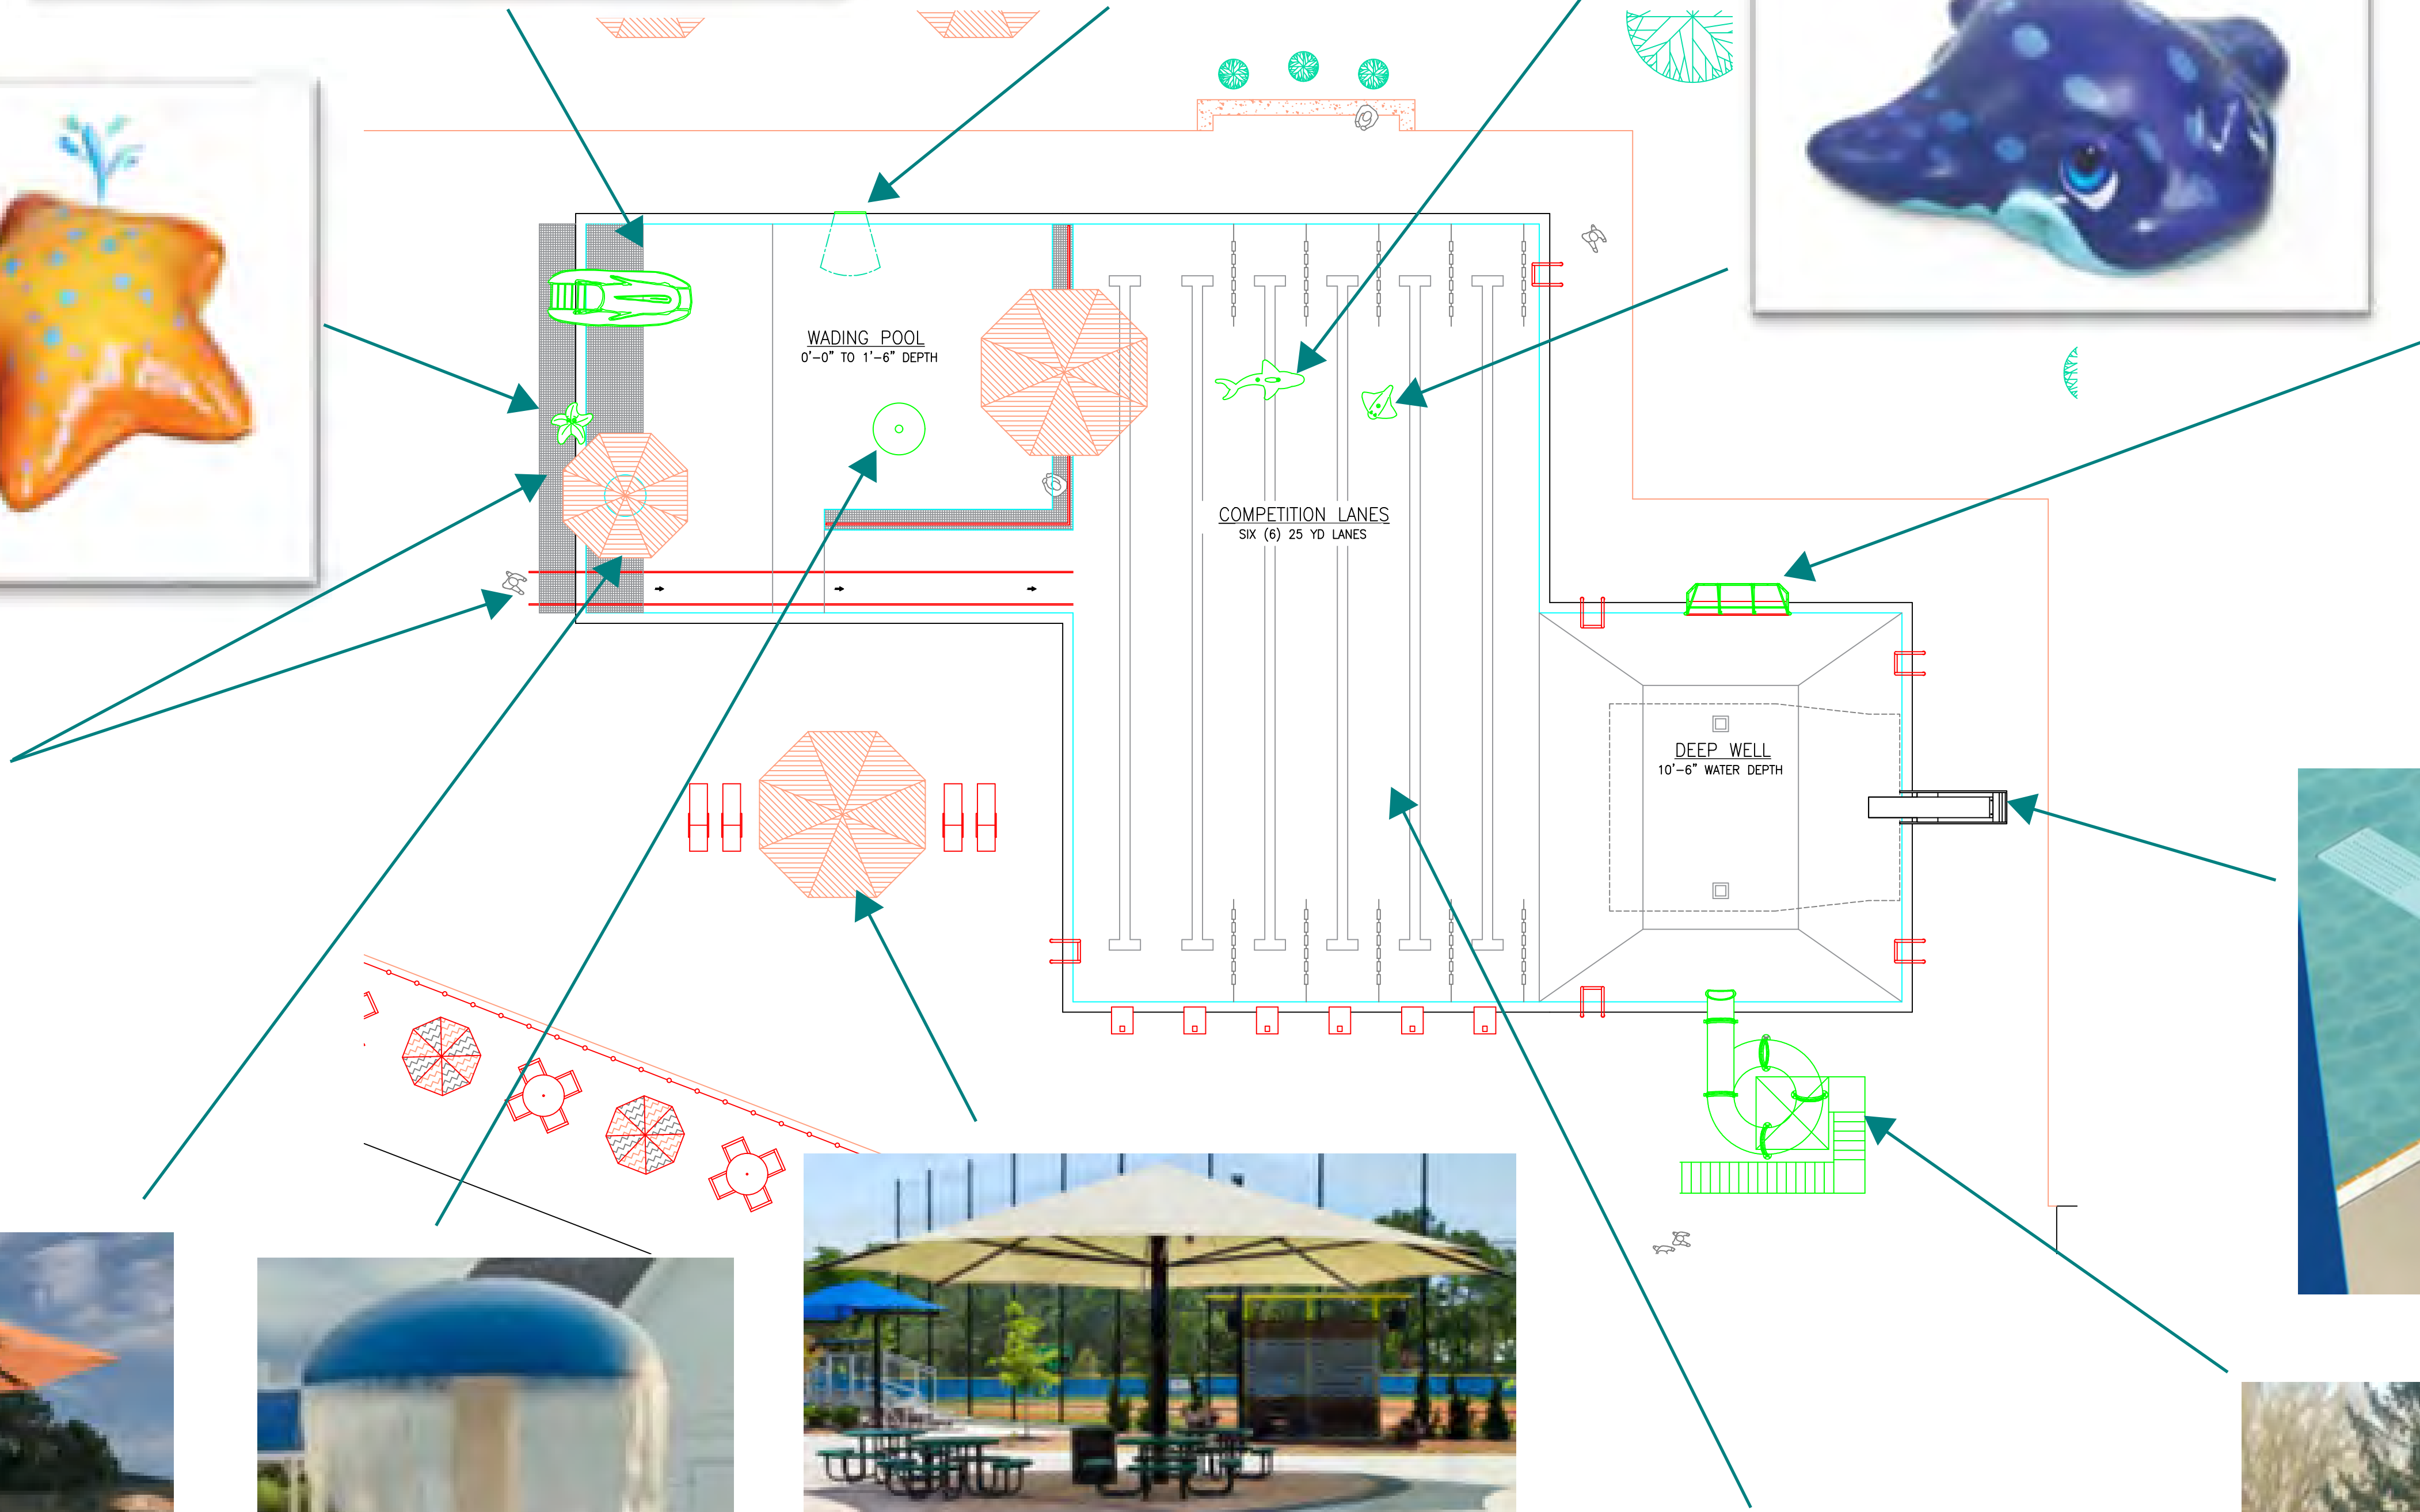 WADING POOL
0'-0" TO 1'-6" DEPTH
COMPETITION LANES
SIX (6) 25 YD LANES
DEEP WELL
10'-6" WATER DEPTH